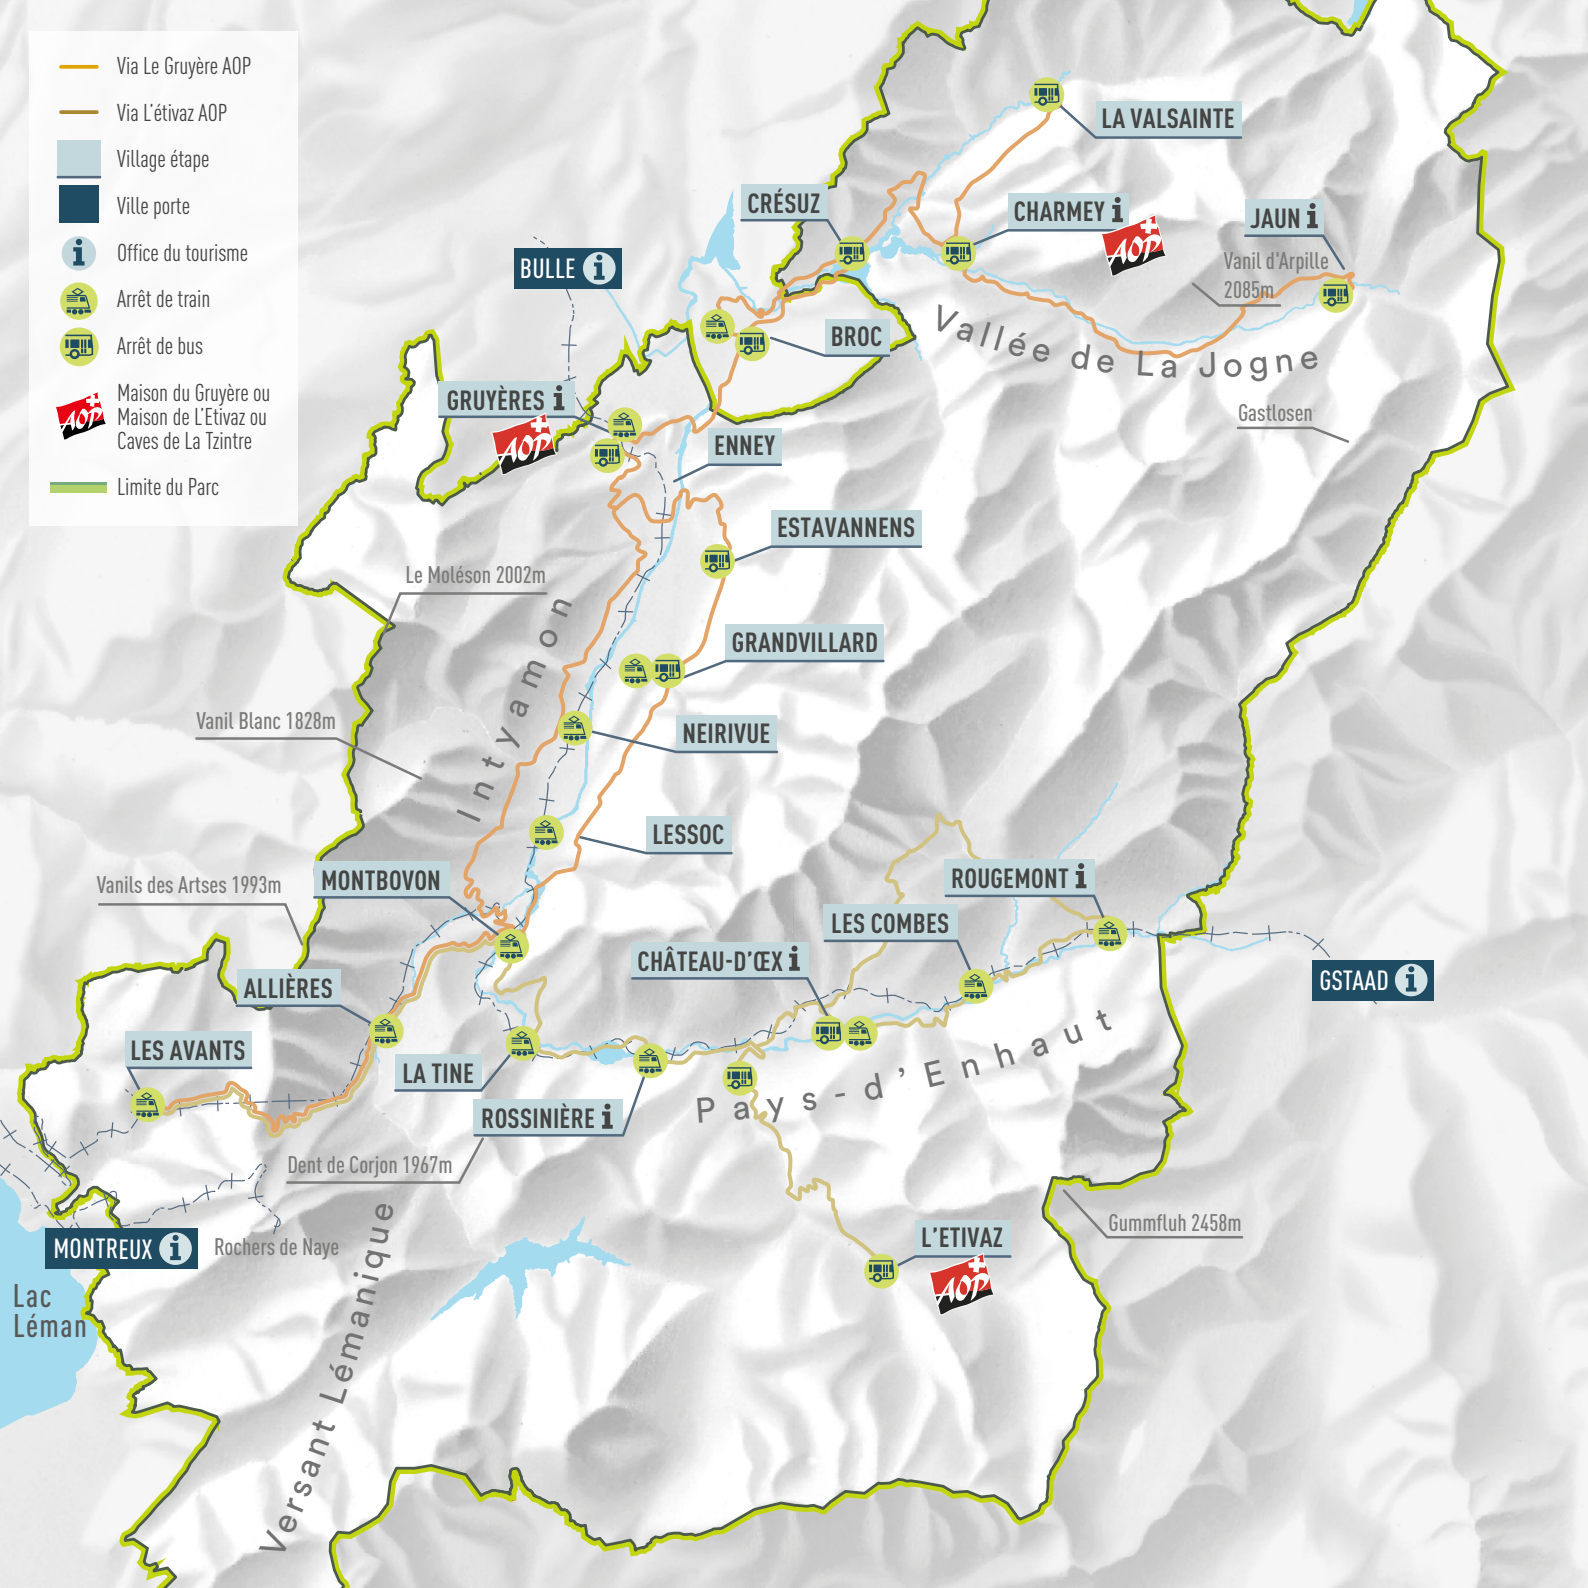 Via Le Gruyère AOP
Via L'étivaz AOP
Village étape
Ville porte
Office du tourisme
Arrêt de train
Arrêt de bus
AOP
Maison du Gruyère ou
Maison de L'Etivaz ou
Caves de La Tzintre
Limite du Parc
LA VALSAINTE
CRÉSUZ
CHARMEY i
AOP
JAUN i
Vanil d'Arpille
2085m
BULLE i
BROC
Vallée de La Jogne
Gastlosen
GRUYÈRES i
AOP
ENNEY
ESTAVANNENS
Le Moléson 2002m
Intyamon
GRANDVILLARD
Vanil Blanc 1828m
NEIRIVUE
LESSOC
MONTBOVON
Vanils des Artses 1993m
ROUGEMONT i
LES COMBES
CHÂTEAU-D'ŒX i
GSTAAD i
ALLIÈRES
LES AVANTS
LA TINE
ROSSINIÈRE i
Pays-d'Enhaut
Dent de Corjon 1967m
Gummfluh 2458m
L'ETIVAZ
AOP
MONTREUX i
Rochers de Naye
Lac
Léman
Versant Lémanique